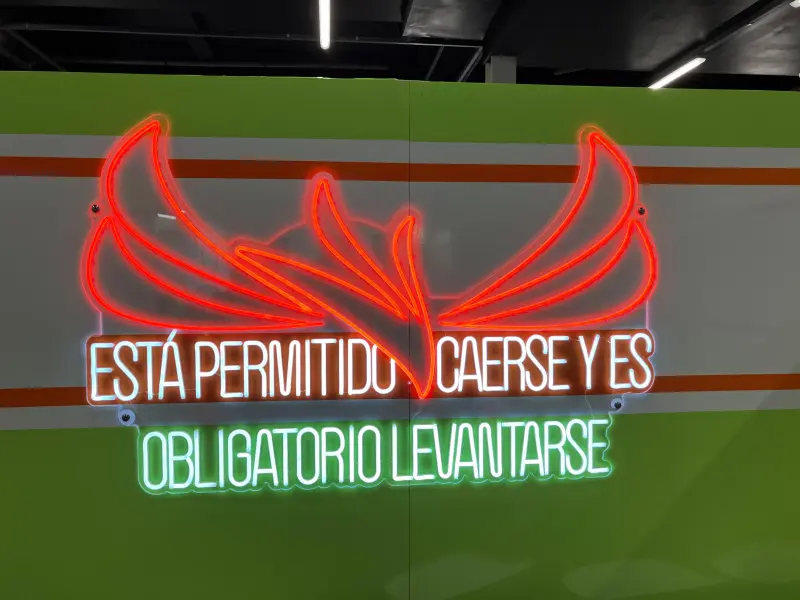 ESTÁ PERMITIDO CAERSE Y ES
OBLIGATORIO LEVANTARSE